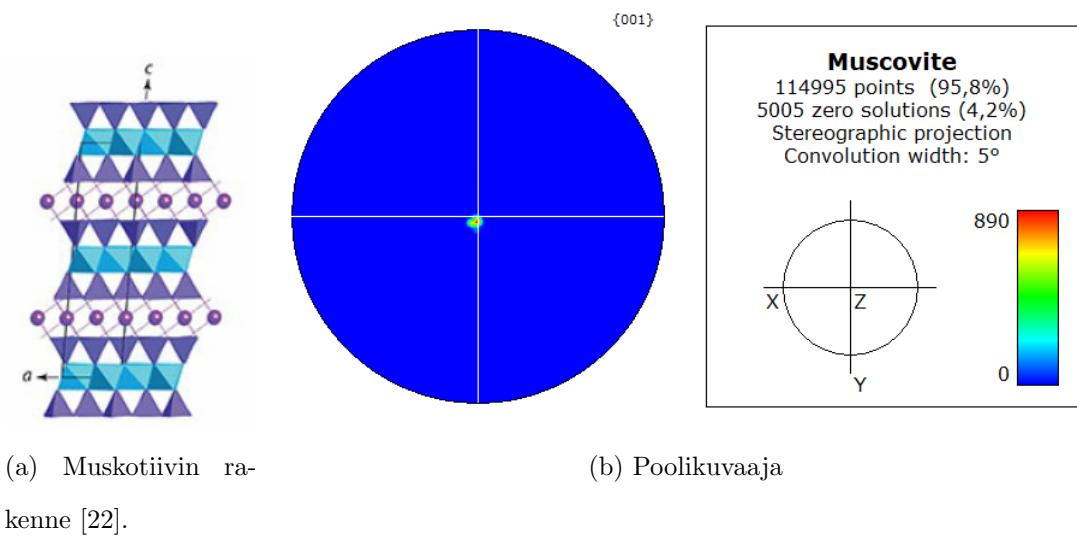 c
a
(a) Muskotiivin ra-
kenne [22].
{001}
Muscovite
114995 points (95,8%)
5005 zero solutions (4,2%)
Stereographic projection
Convolution width: 5°
X
Z
Y
890
0
(b) Poolikuvaaja